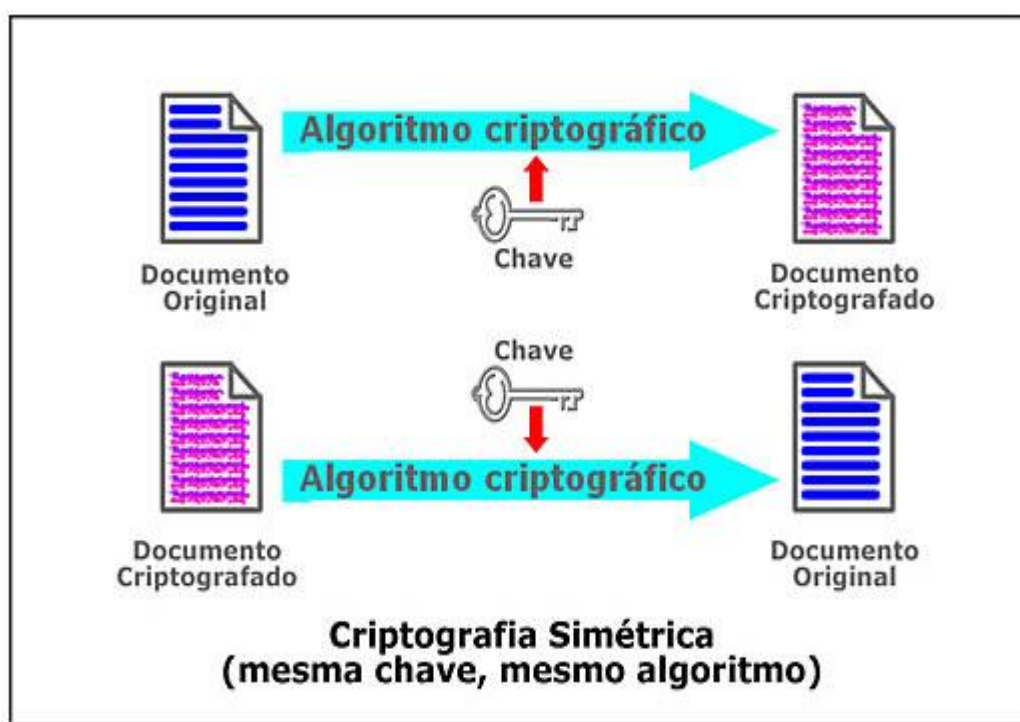 Algoritmo criptográfico
Chave
Documento
Original
Documento
Criptografado
Chave
Algoritmo criptográfico
Documento
Criptografado
Documento
Original
Criptografia Simétrica
(mesma chave, mesmo algoritmo)